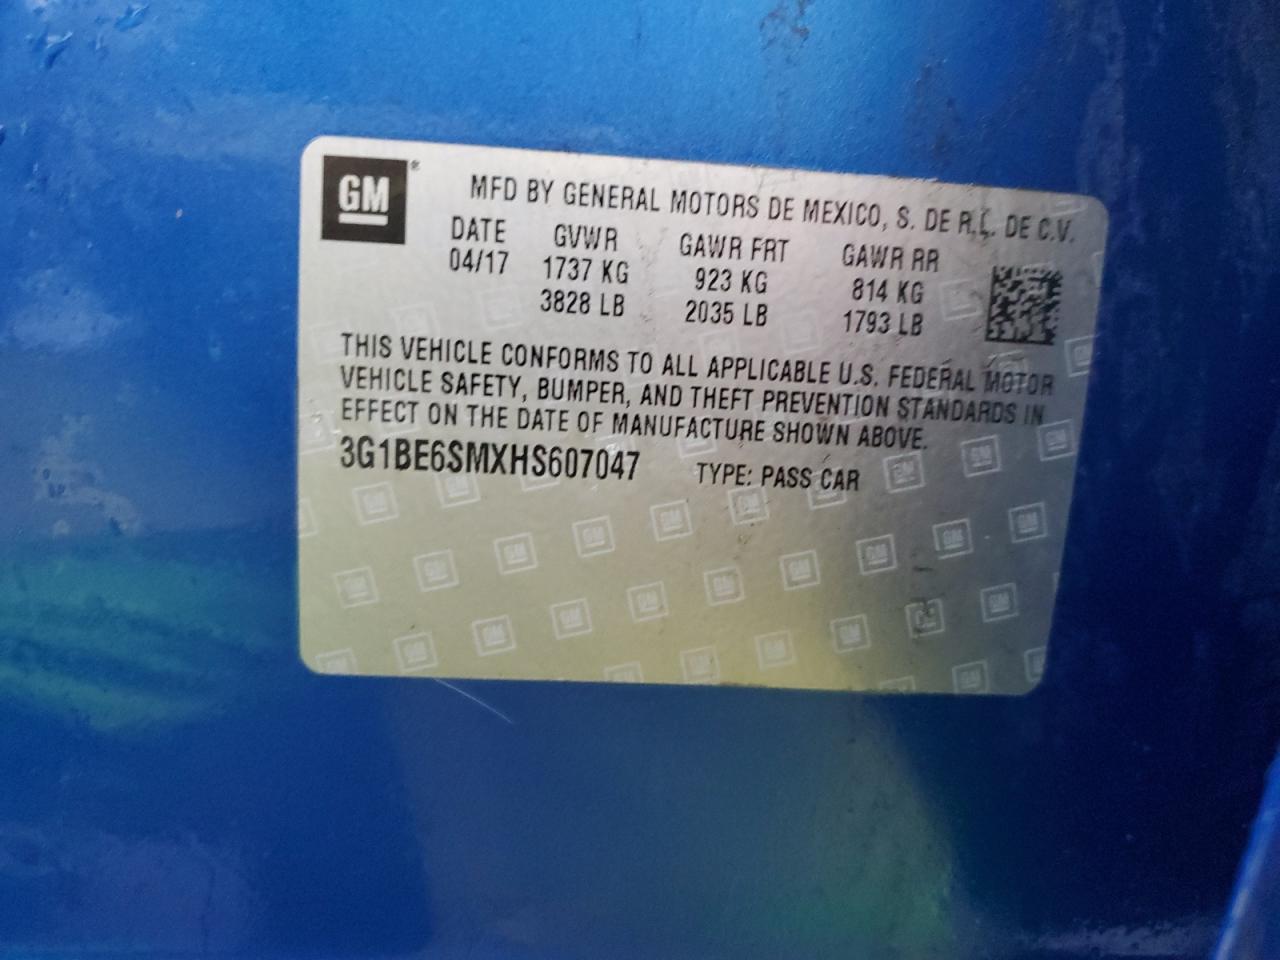 GM
MFD BY GENERAL MOTORS DE MEXICO, S. DE R.L. DE C.V.
DATE GVWR GAWR FRT GAWR RR
04/17 1737 KG 923 KG 814 KG
3828 LB 2035 LB 1793 LB
THIS VEHICLE CONFORMS TO ALL APPLICABLE U.S. FEDERAL MOTOR
VEHICLE SAFETY, BUMPER, AND THEFT PREVENTION STANDARDS IN
EFFECT ON THE DATE OF MANUFACTURE SHOWN ABOVE.
3G1BE6SMXHS607047 TYPE: PASS CAR